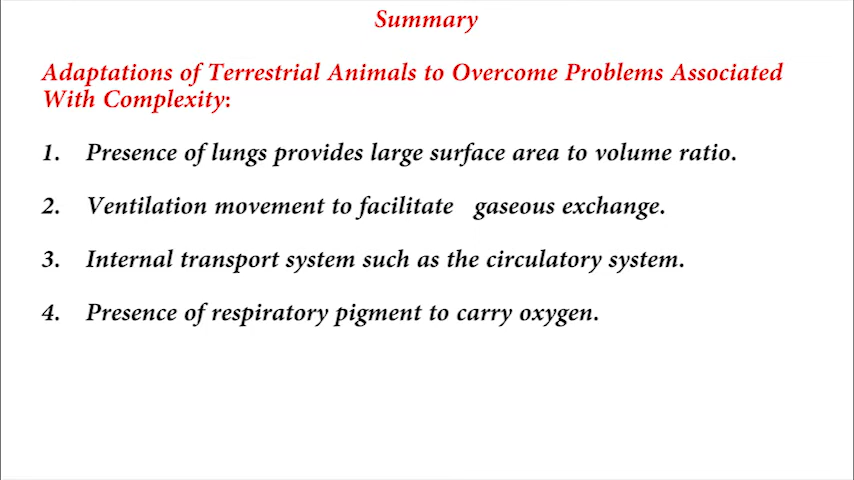 Summary
Adaptations of Terrestrial Animals to Overcome Problems Associated
With Complexity:
1. Presence of lungs provides large surface area to volume ratio.
2. Ventilation movement to facilitate gaseous exchange.
3. Internal transport system such as the circulatory system.
4. Presence of respiratory pigment to carry oxygen.